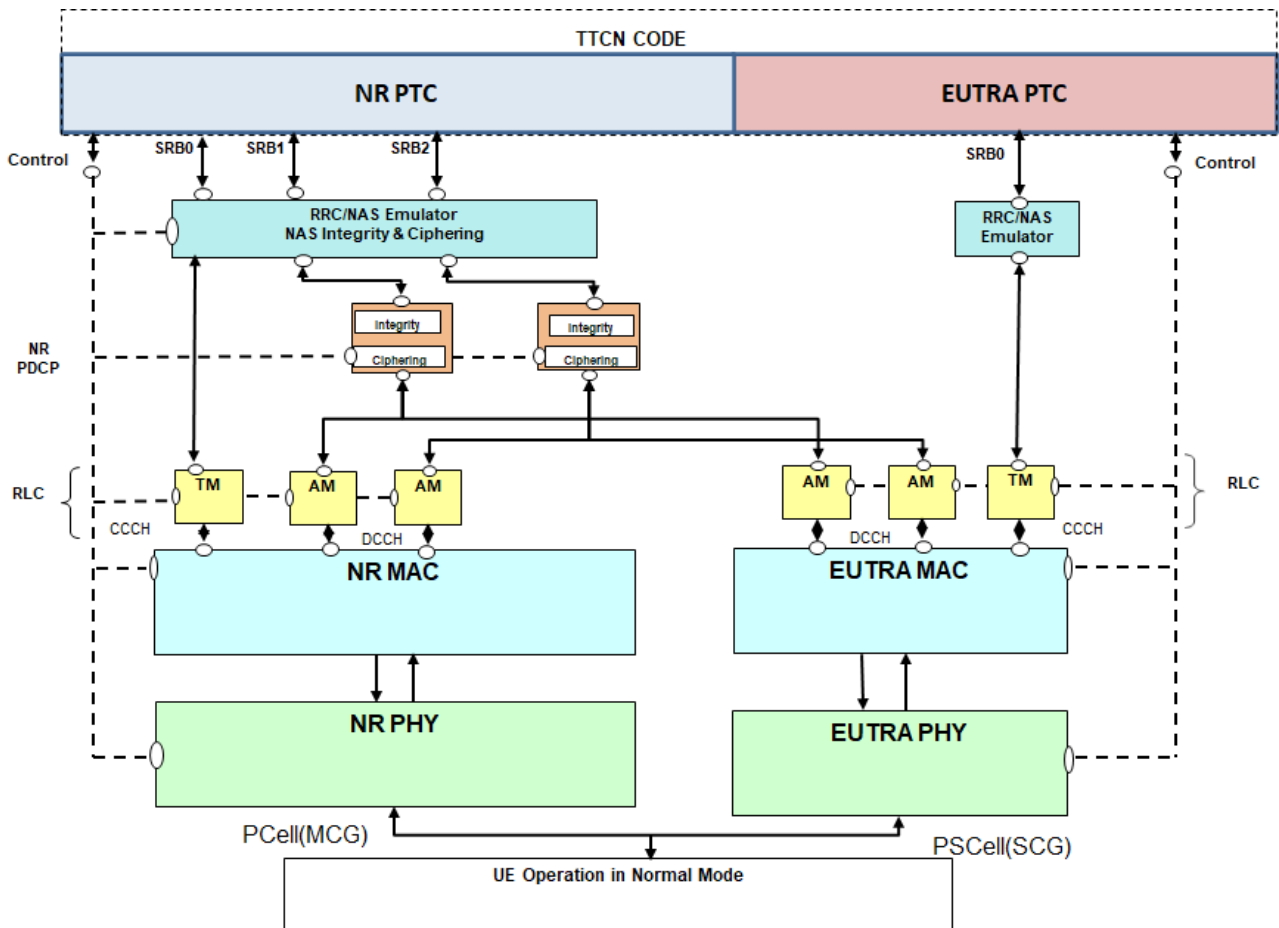 TTCN CODE
NR PTC
EUTRA PTC
Control
SRB0
SRB1
SRB2
SRB0
Control
RRC/NAS Emulator
NAS Integrity & Ciphering
RRC/NAS
Emulator
Integrity
Integrity
NR
PDCP
Ciphering
Ciphering
RLC
TM
AM
AM
AM
AM
TM
RLC
CCCH
DCCH
DCCH
CCCH
NR MAC
EUTRA MAC
NR PHY
EUTRA PHY
PCell(MCG)
PSCell(SCG)
UE Operation in Normal Mode